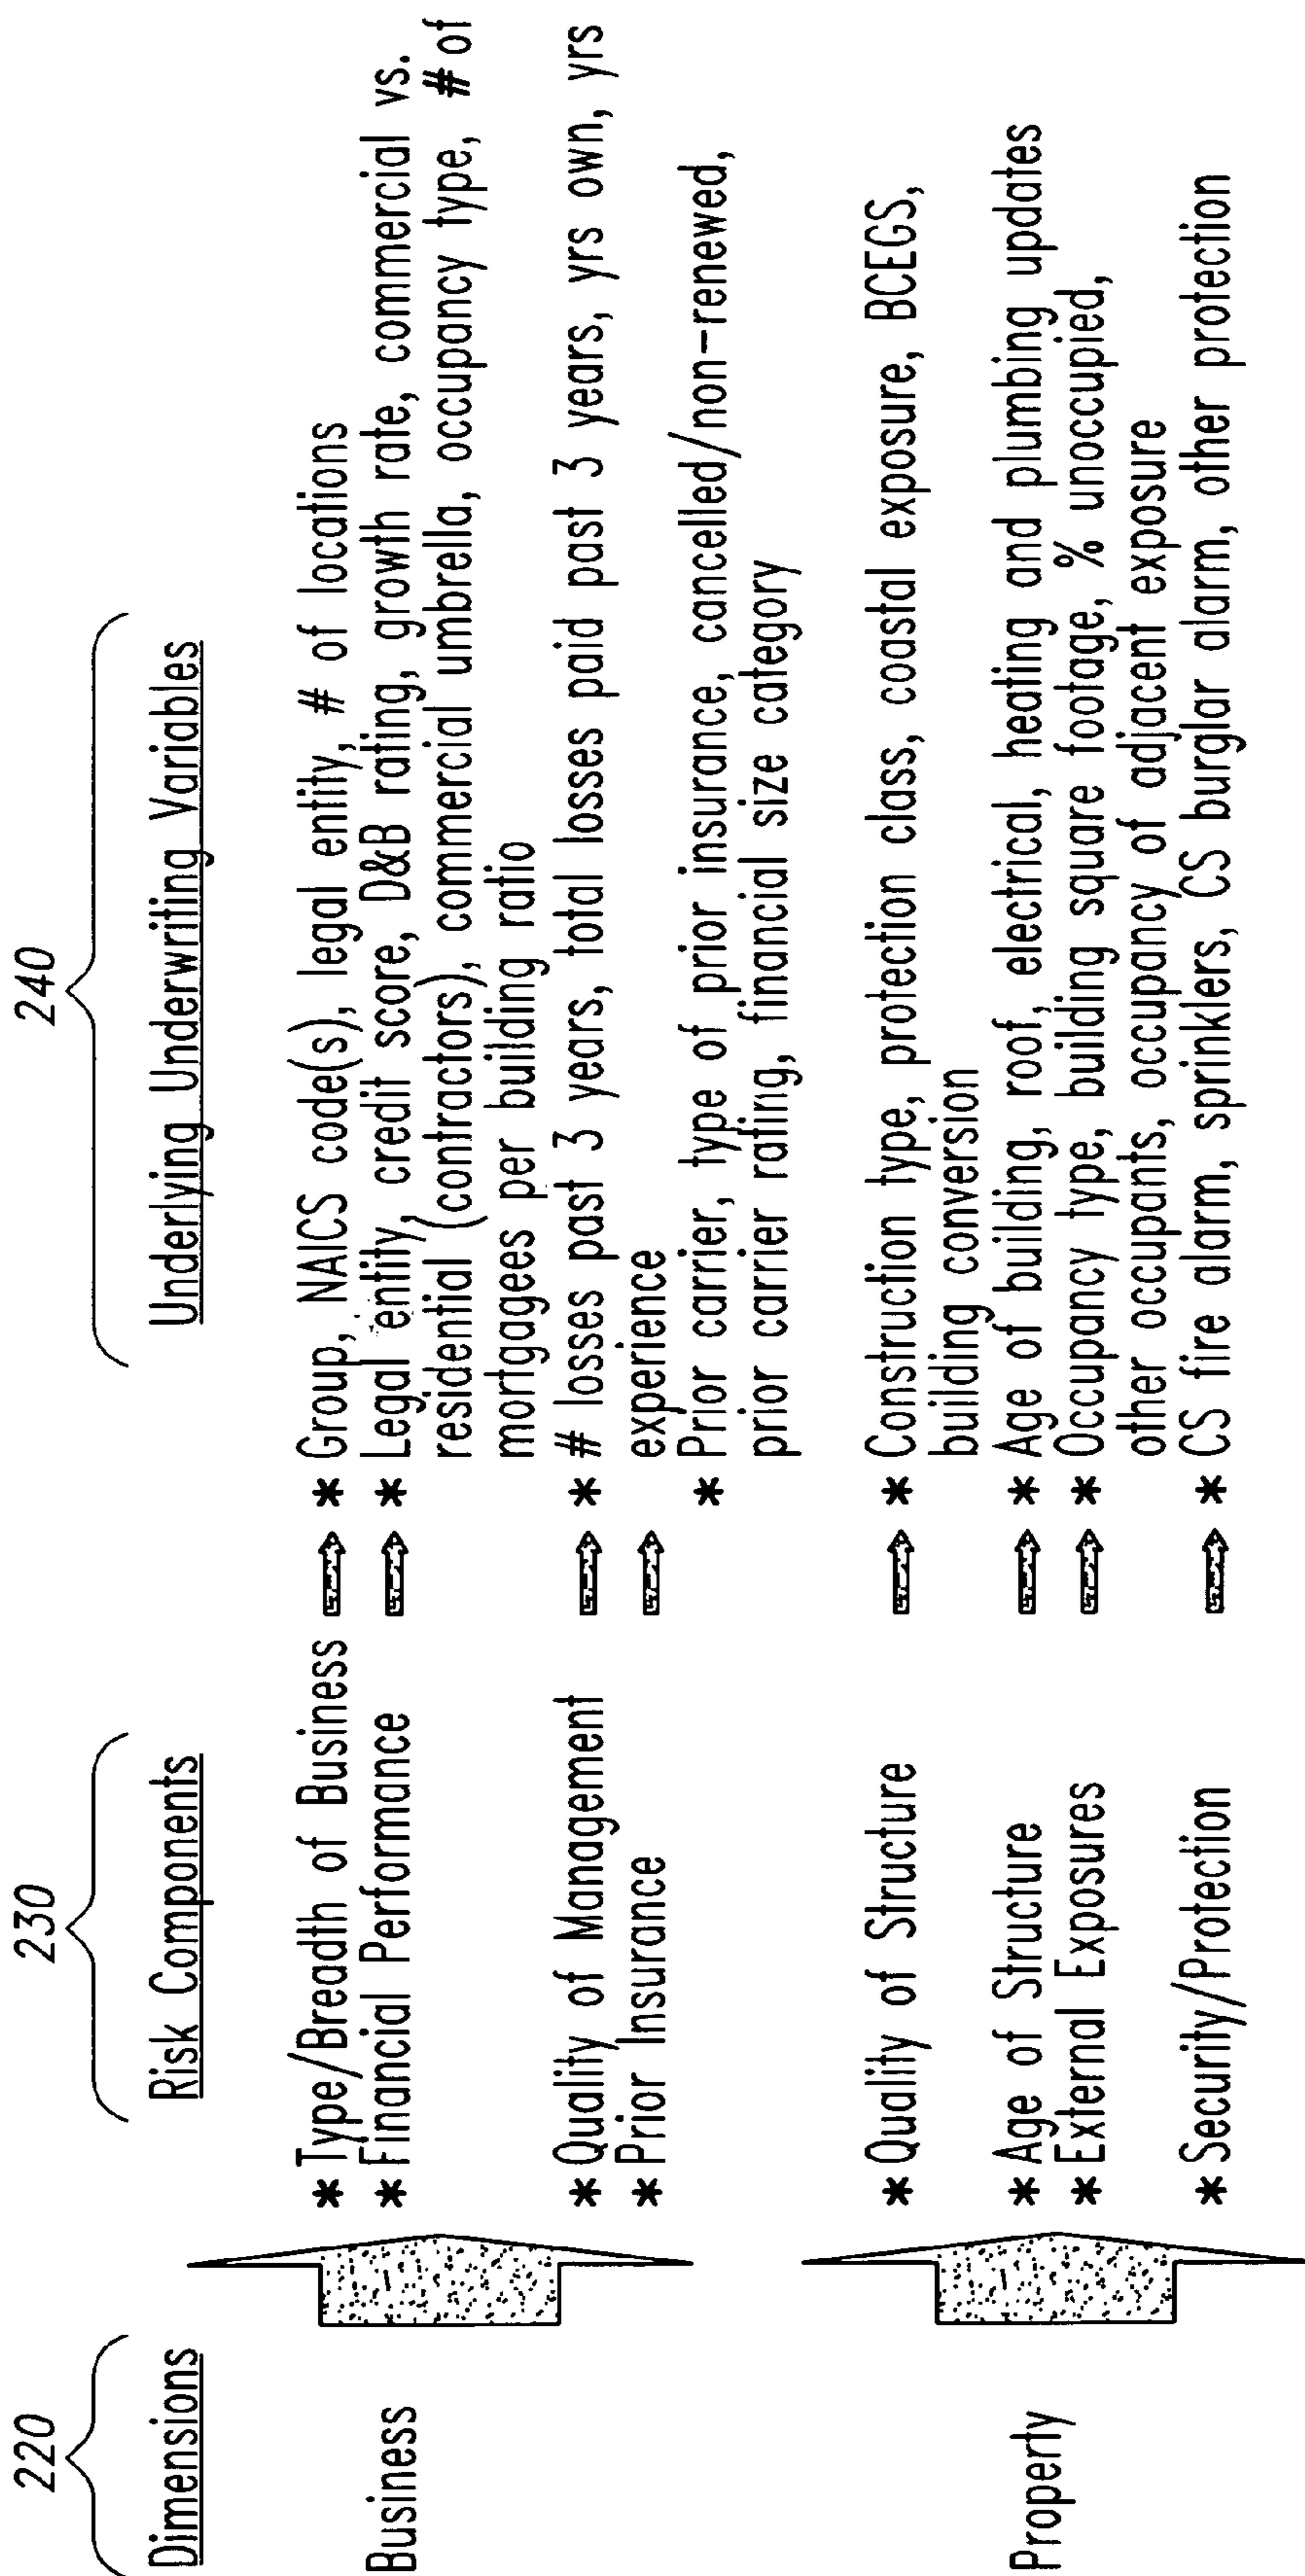 220
230
240
Dimensions
Risk Components
Underlying Underwriting Variables
Business
* Type/Breadth of Business
* Group, NAICS code(s), legal entity, # of locations
* Financial Performance
* Legal entity, credit score, D&B rating, growth rate, commercial vs.
residential (contractors), commercial umbrella, occupancy type, # of
mortgagees per building ratio
* Quality of Management
* # losses past 3 years, total losses paid past 3 years, yrs own, yrs
experience
* Prior Insurance
* Prior carrier, type of prior insurance, cancelled/non-renewed,
prior carrier rating, financial size category
Property
* Quality of Structure
* Construction type, protection class, coastal exposure, BCEGS,
building conversion
* Age of Structure
* Age of building, roof, electrical, heating and plumbing updates
* External Exposures
* Occupancy type, building square footage, % unoccupied,
other occupants, occupancy of adjacent exposure
* Security/Protection
* CS fire alarm, sprinklers, CS burglar alarm, other protection